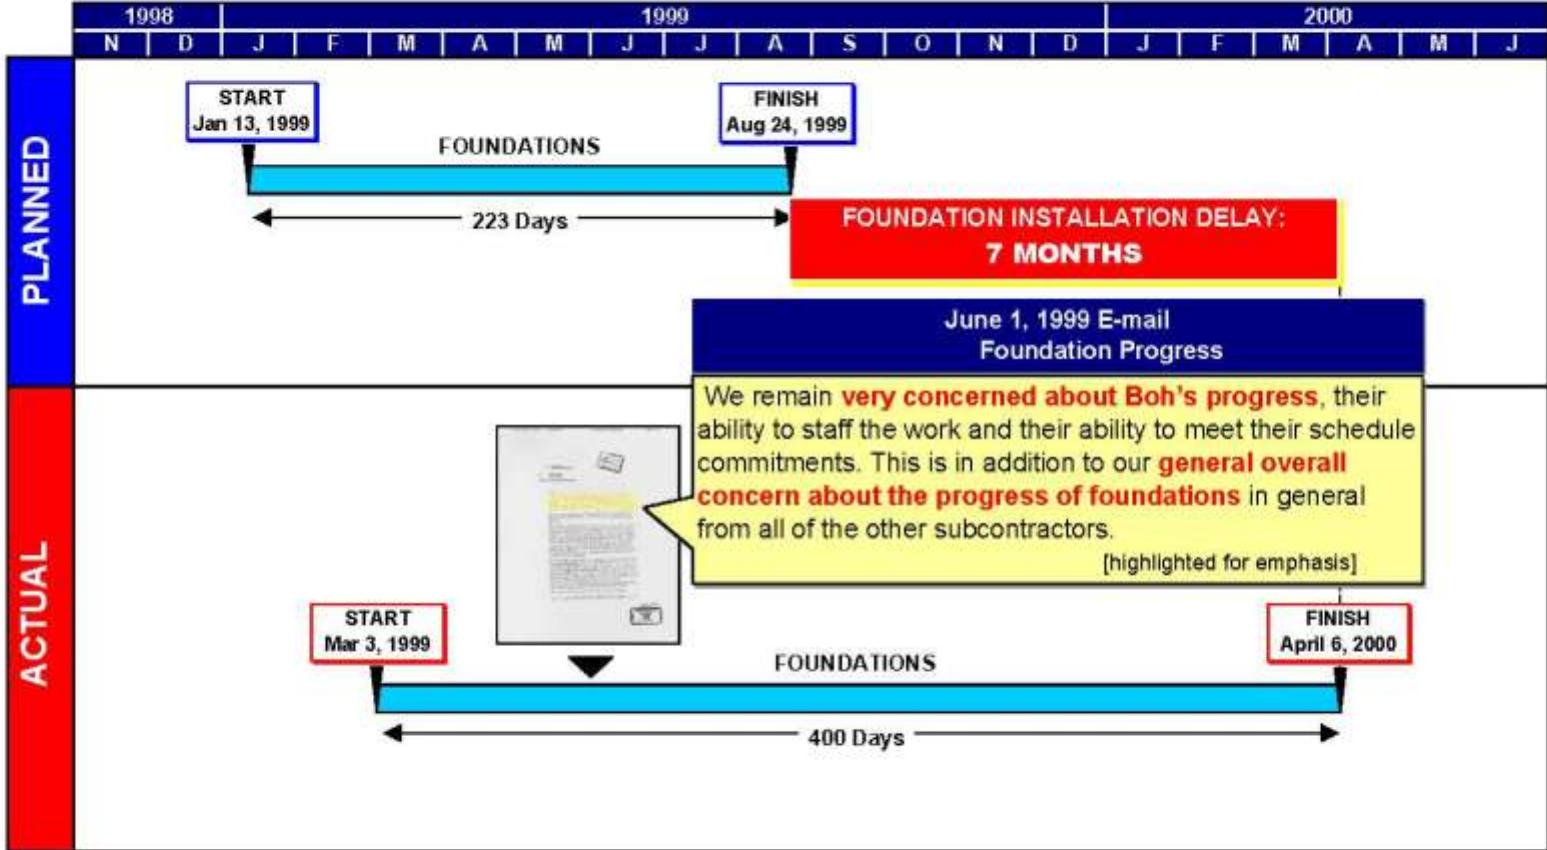 1998 1999 2000
N D J F M A M J J A S O N D J F M A M J
PLANNED
START
Jan 13, 1999
FINISH
Aug 24, 1999
FOUNDATIONS
223 Days
FOUNDATION INSTALLATION DELAY:
7 MONTHS
June 1, 1999 E-mail
Foundation Progress
We remain very concerned about Boh's progress, their
ability to staff the work and their ability to meet their schedule
commitments. This is in addition to our general overall
concern about the progress of foundations in general
from all of the other subcontractors.
[highlighted for emphasis]
ACTUAL
START
Mar 3, 1999
FINISH
April 6, 2000
FOUNDATIONS
400 Days